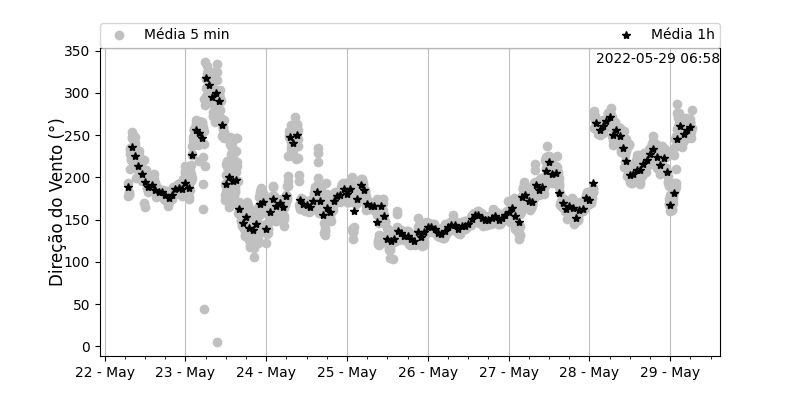 Média 5 min
Média 1h
2022-05-29 06:58
Direção do Vento (°)
350
300
250
200
150
100
50
0
22 - May
23 - May
24 - May
25 - May
26 - May
27 - May
28 - May
29 - May